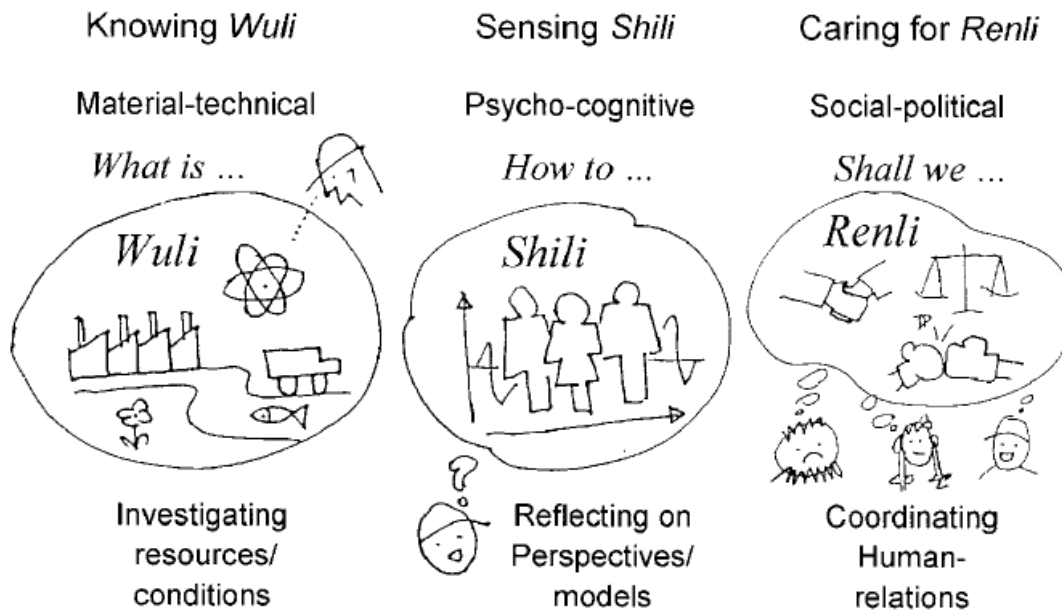 Knowing Wuli
Material-technical
What is ...
Wuli
Investigating
resources/
conditions
Sensing Shili
Psycho-cognitive
How to ...
Shili
?
Reflecting on
Perspectives/
models
Caring for Renli
Social-political
Shall we ...
Renli
Coordinating
Human-
relations